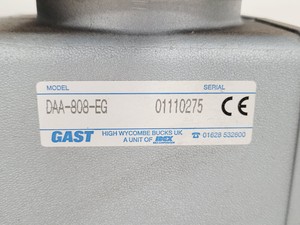 MODEL SERIAL
DAA-808-EG 01110275 CE
GAST HIGH WYCOMBE BUCKS UK ☎ 01628 532600
A UNIT OF IDEX